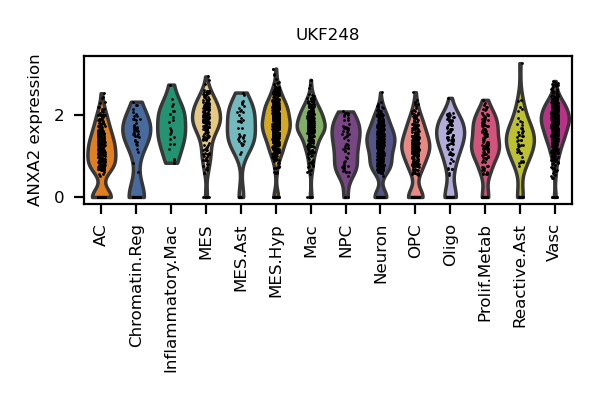 UKF248
ANXA2 expression
2
0
AC
Chromatin.Reg
Inflammatory.Mac
MES
MES.Ast
MES.Hyp
Mac
NPC
Neuron
OPC
Oligo
Prolif.Metab
Reactive.Ast
Vasc